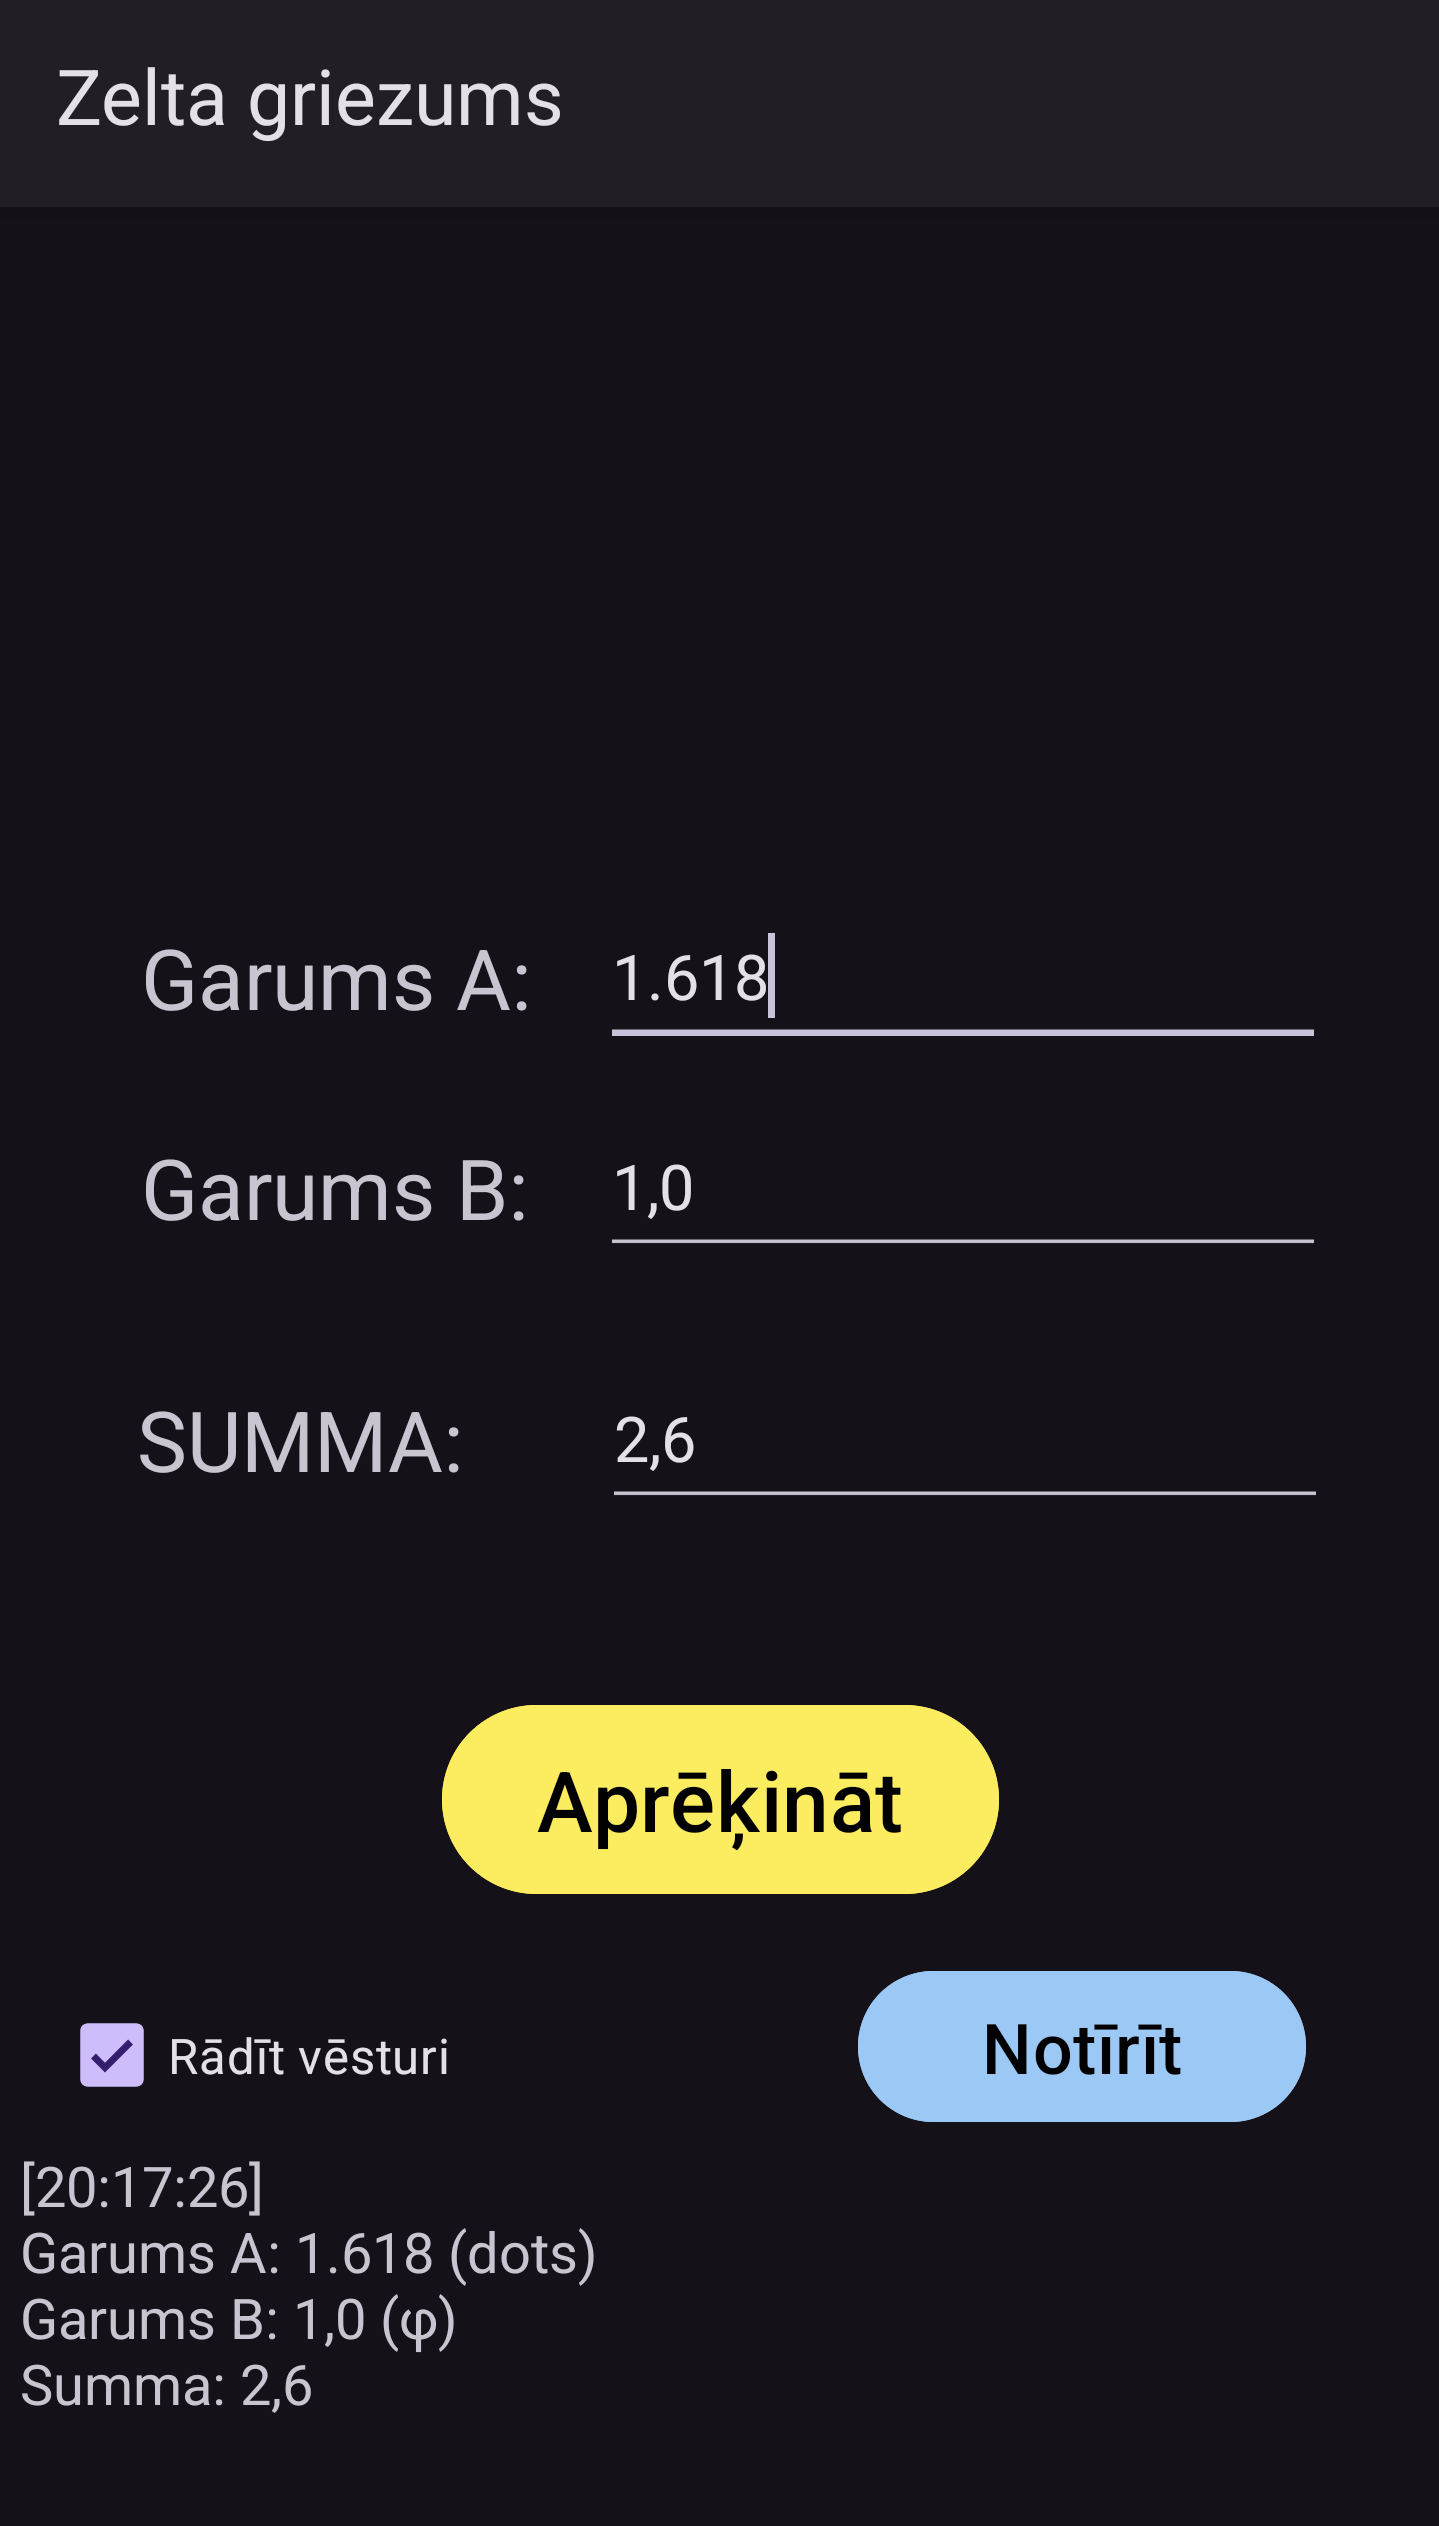 Zelta griezums
Garums A: 1.618
Garums B: 1,0
SUMMA: 2,6
Aprēķināt
Rādīt vēsturi
Notīrīt
[20:17:26]
Garums A: 1.618 (dots)
Garums B: 1,0 (φ)
Summa: 2,6